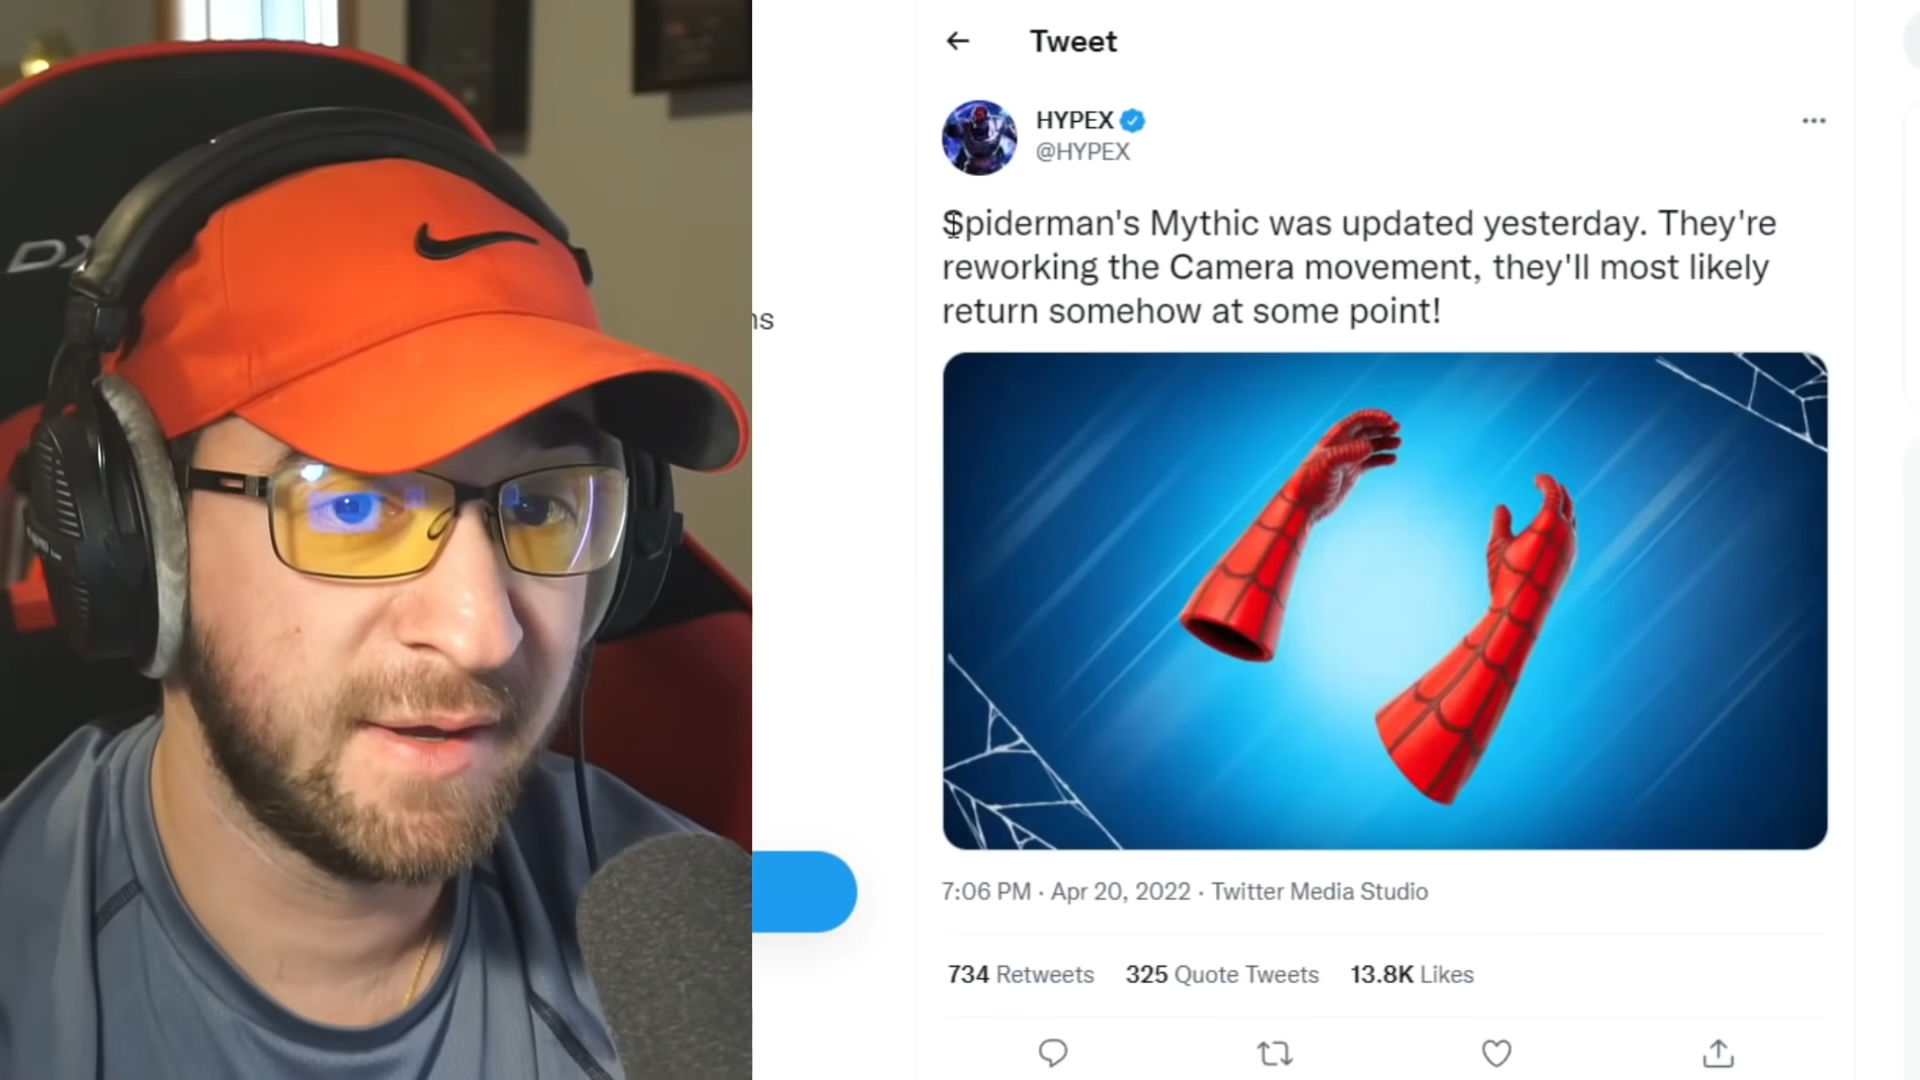 Tweet
HYPEX
@HYPEX
Spiderman's Mythic was updated yesterday. They're
reworking the Camera movement, they'll most likely
return somehow at some point!
7:06 PM · Apr 20, 2022 · Twitter Media Studio
734 Retweets 325 Quote Tweets 13.8K Likes